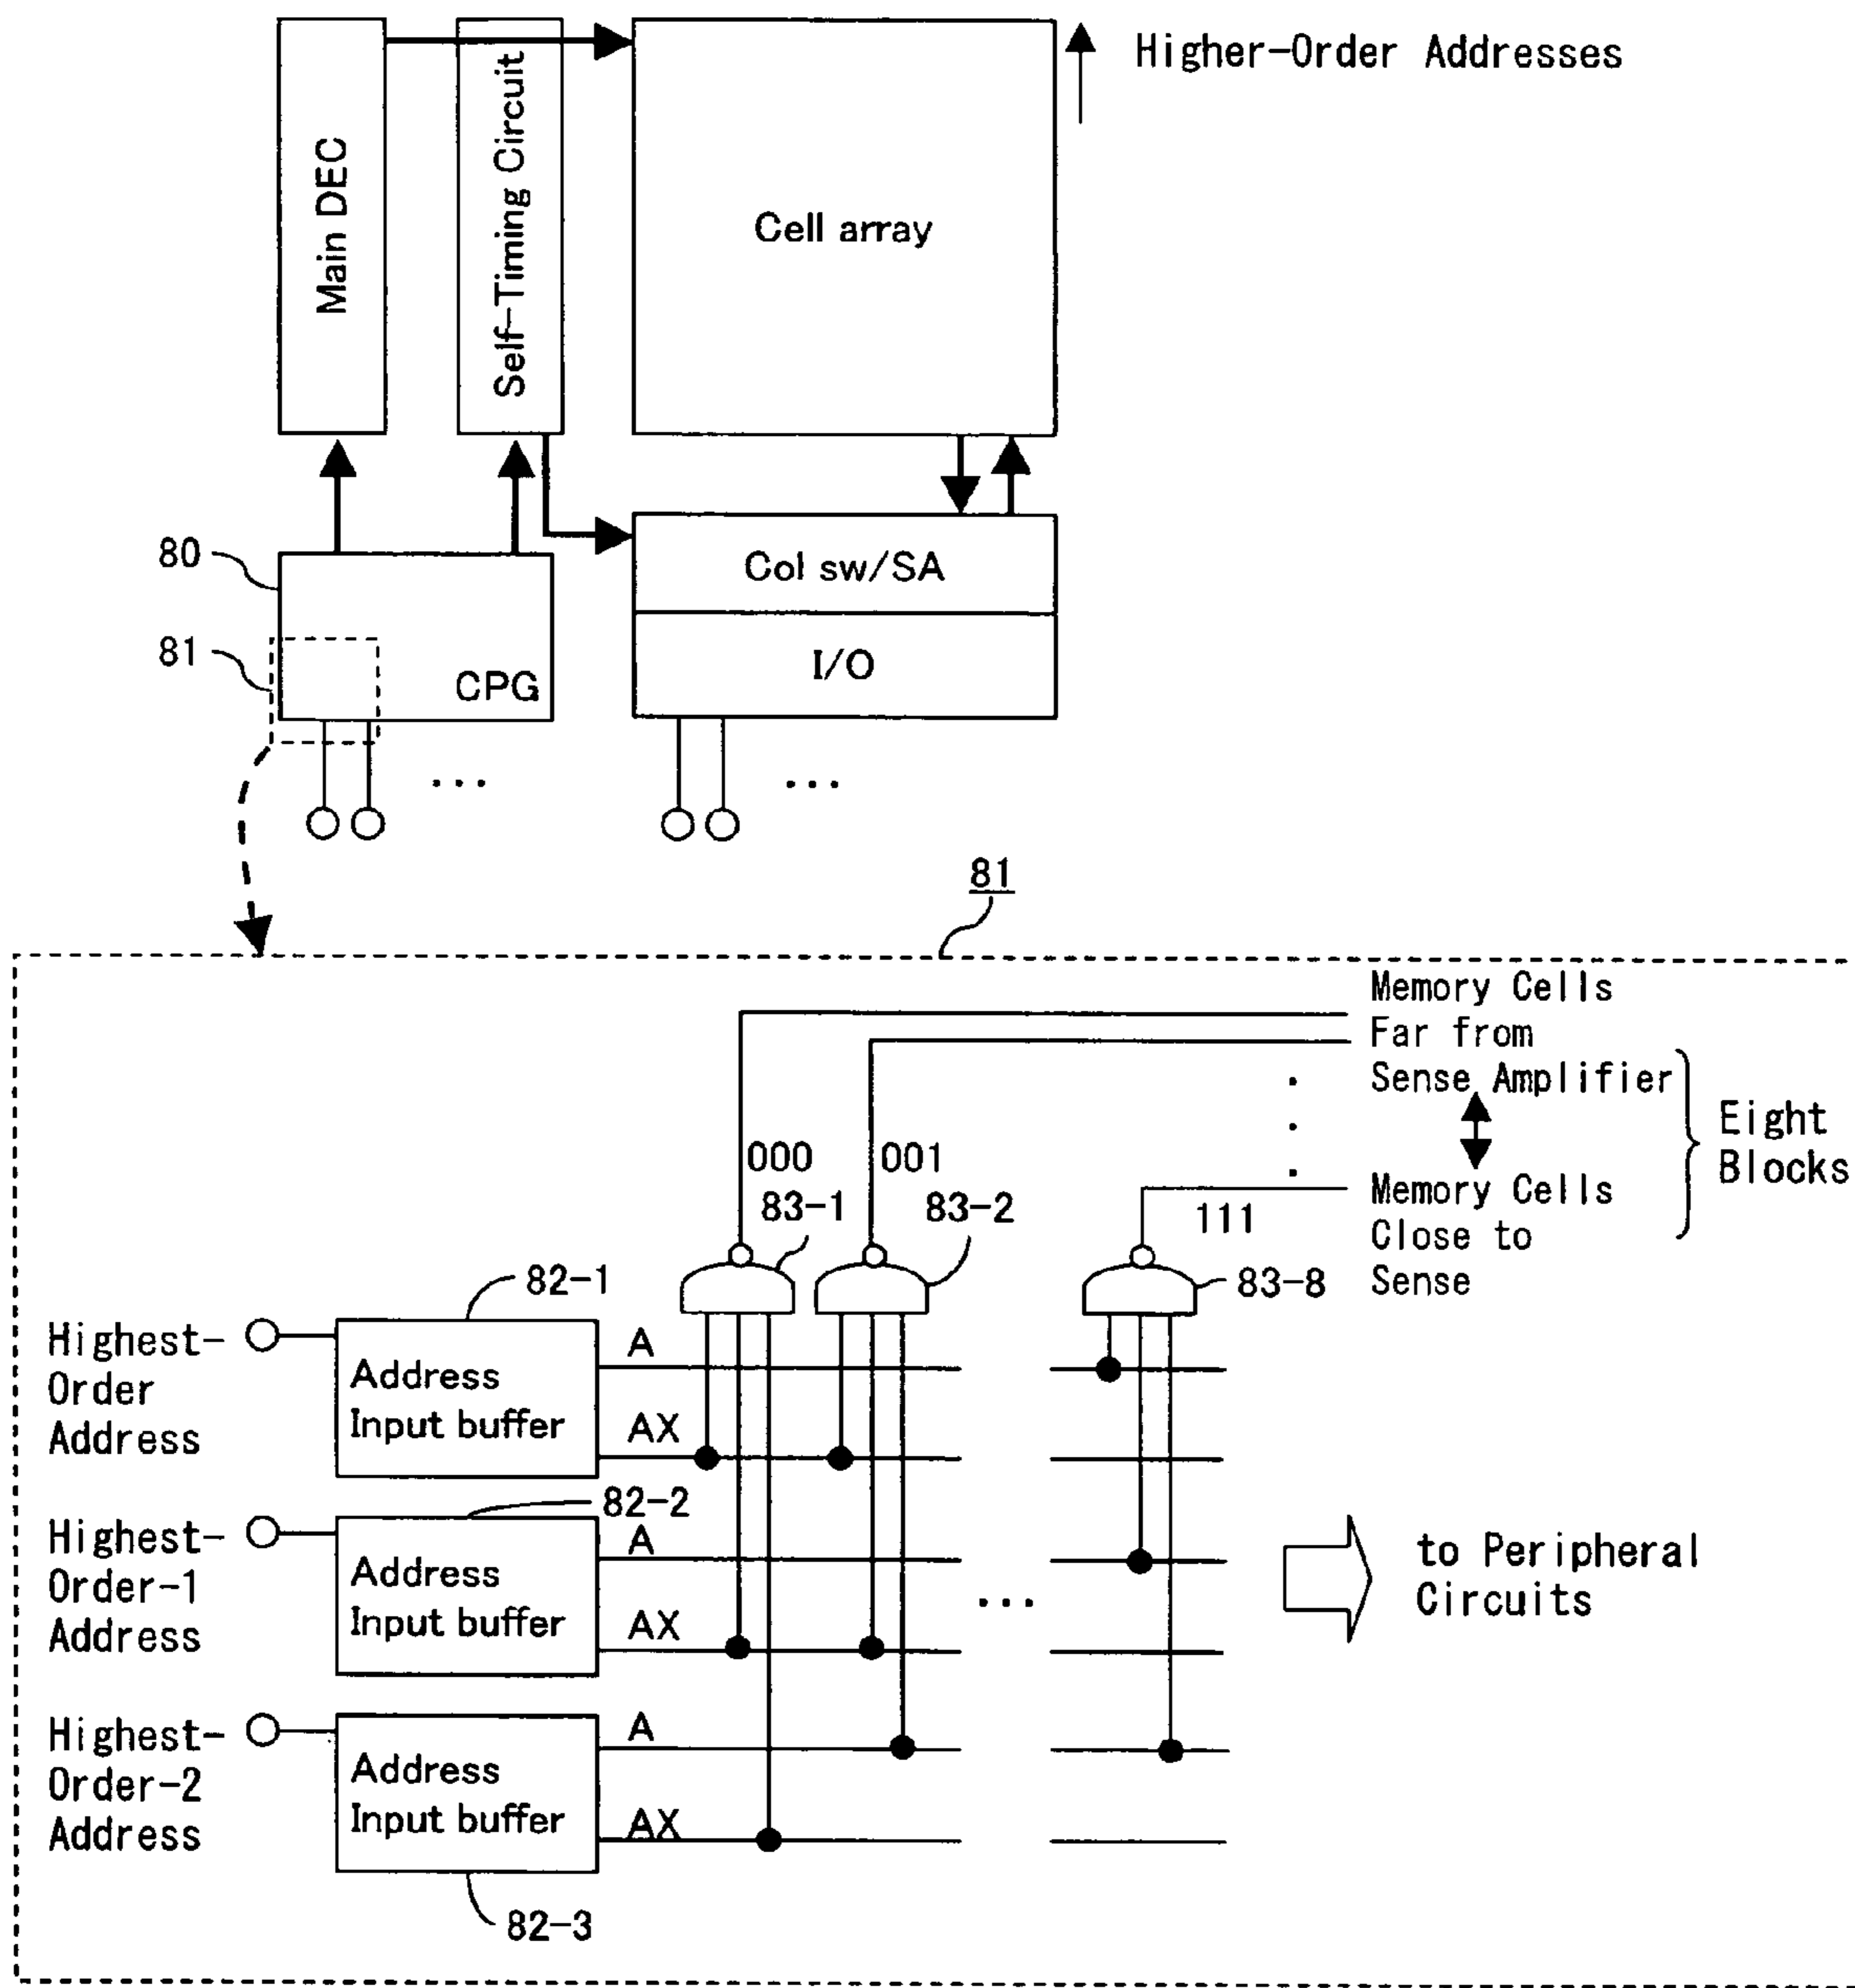 Main DEC
Self-Timing Circuit
Cell array
Higher-Order Addresses
80
81
CPG
Col sw/SA
I/O
...
...
81
Memory Cells
Far from
Sense Amplifier
Eight
Blocks
000
001
83-1
83-2
111
Memory Cells
Close to
Sense
83-8
82-1
Highest-
Order
Address
Address
Input buffer
A
AX
82-2
Highest-
Order-1
Address
Address
Input buffer
A
AX
...
to Peripheral
Circuits
Highest-
Order-2
Address
Address
Input buffer
A
AX
82-3